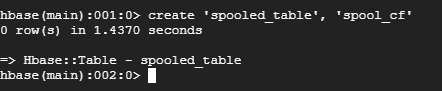 hbase(main):001:0> create 'spooled_table', 'spool_cf'
0 row(s) in 1.4370 seconds
=> Hbase::Table - spooled_table
hbase(main):002:0>